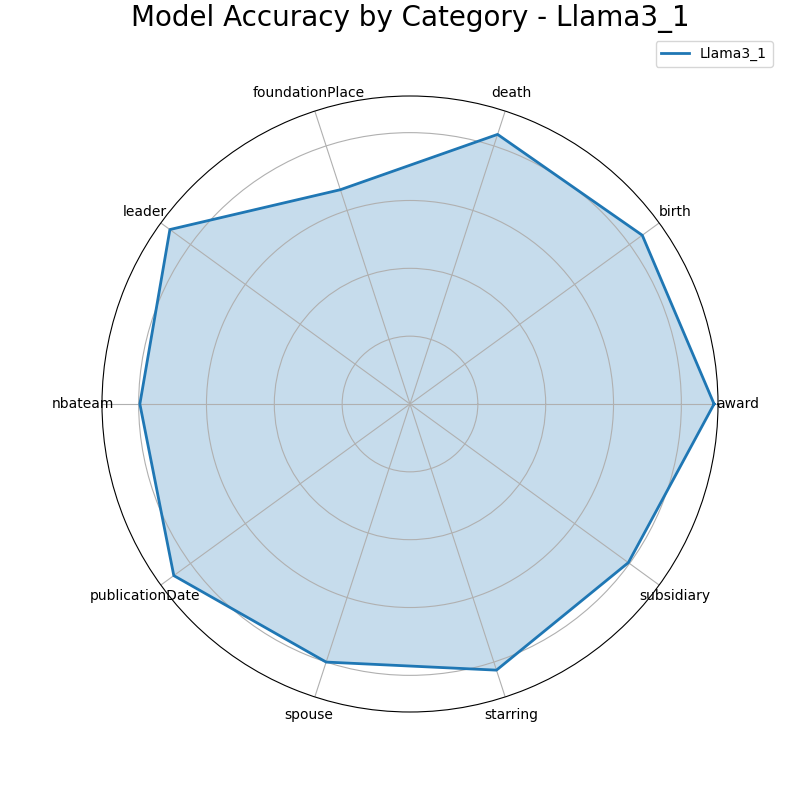 Model Accuracy by Category - Llama3_1
Llama3_1
foundationPlace
death
leader
birth
nbateam
award
publicationDate
subsidiary
spouse
starring